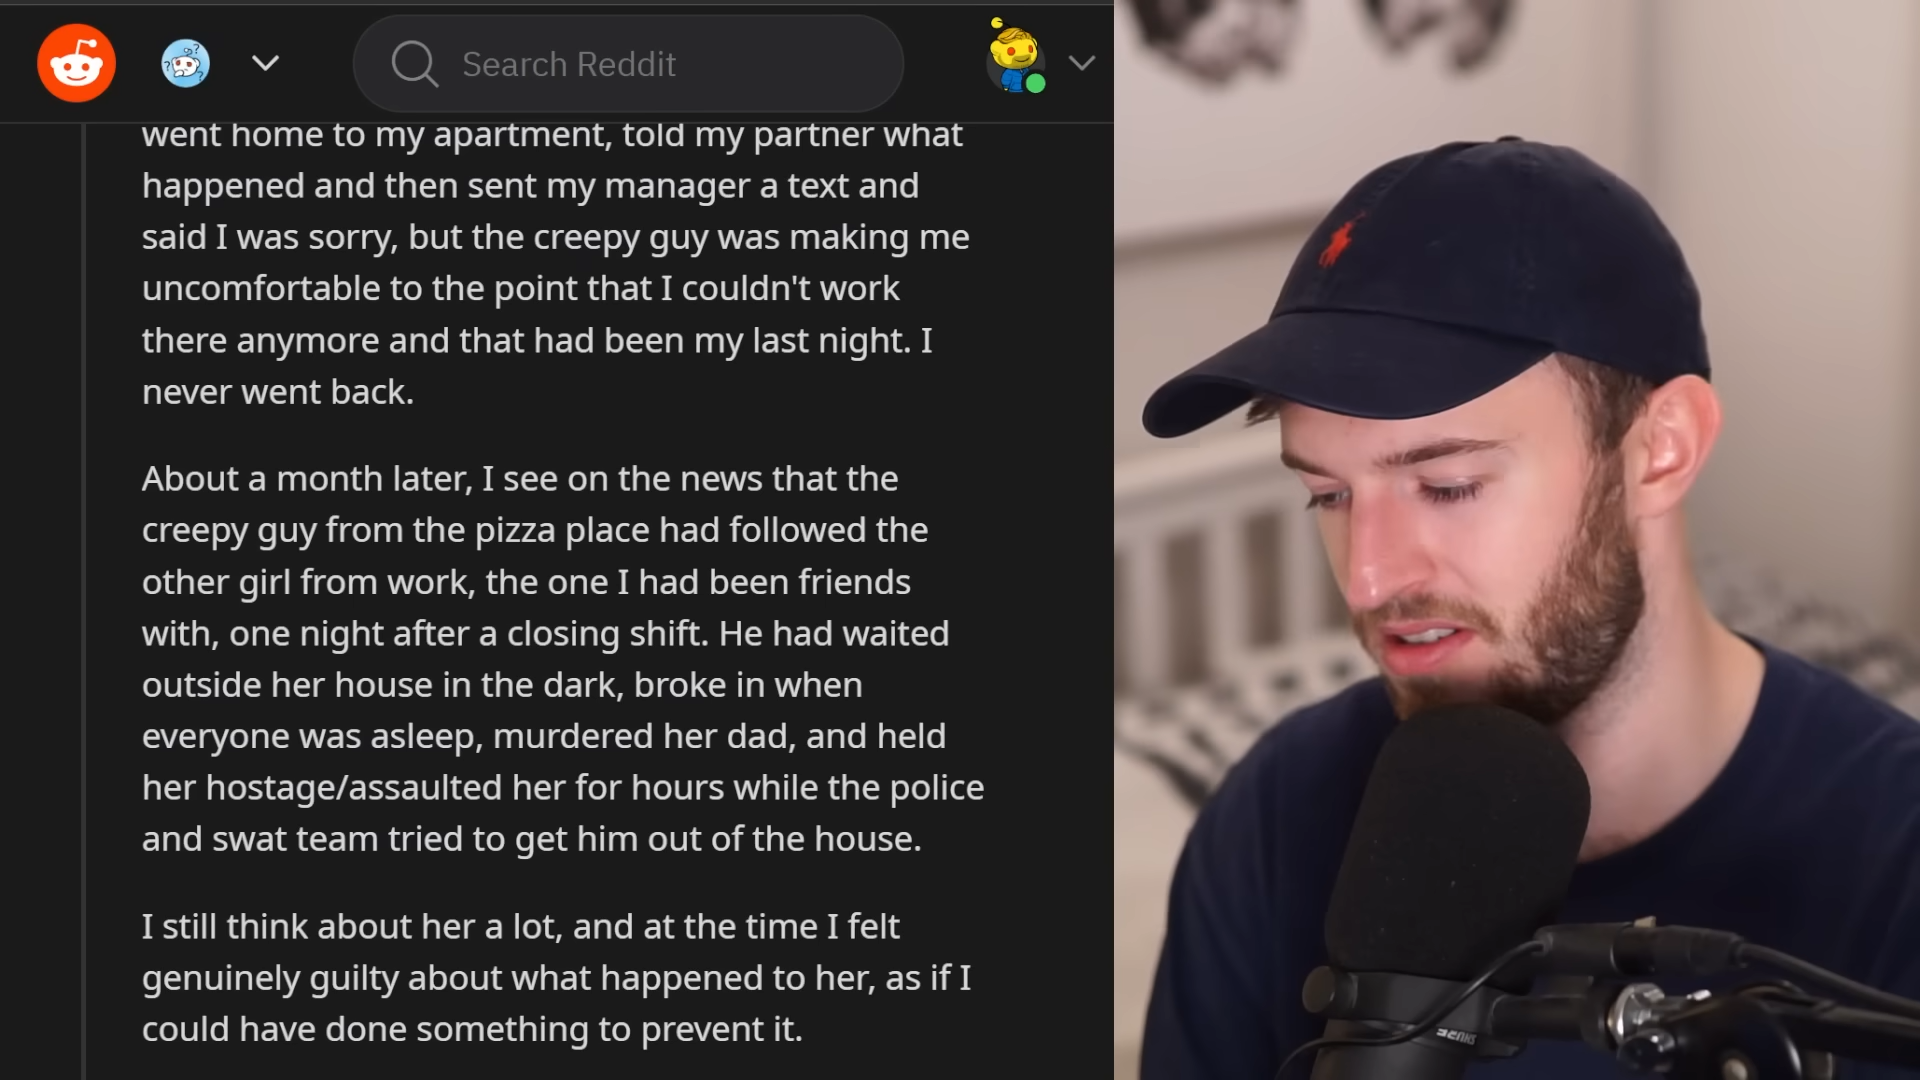 Search Reddit
went home to my apartment, told my partner what
happened and then sent my manager a text and
said I was sorry, but the creepy guy was making me
uncomfortable to the point that I couldn't work
there anymore and that had been my last night. I
never went back.
About a month later, I see on the news that the
creepy guy from the pizza place had followed the
other girl from work, the one I had been friends
with, one night after a closing shift. He had waited
outside her house in the dark, broke in when
everyone was asleep, murdered her dad, and held
her hostage/assaulted her for hours while the police
and swat team tried to get him out of the house.
I still think about her a lot, and at the time I felt
genuinely guilty about what happened to her, as if I
could have done something to prevent it.
SHURE